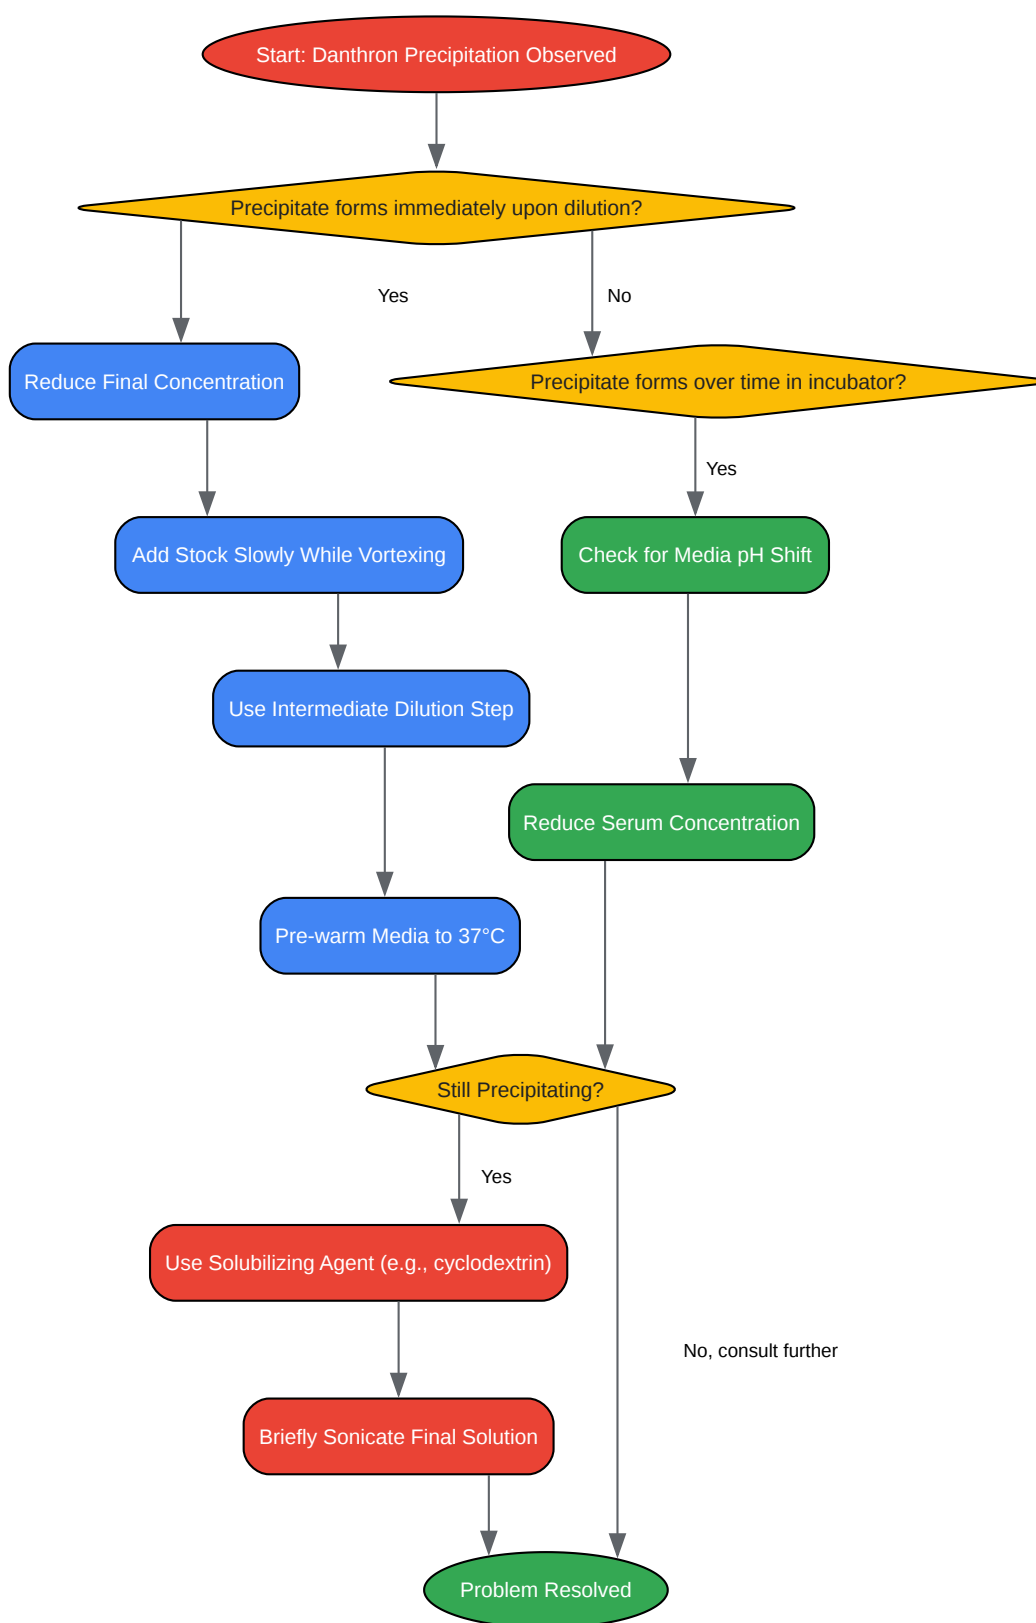 Start: Danthron Precipitation Observed
Precipitate forms immediately upon dilution?
Yes
No
Reduce Final Concentration
Precipitate forms over time in incubator?
Yes
Add Stock Slowly While Vortexing
Check for Media pH Shift
Use Intermediate Dilution Step
Reduce Serum Concentration
Pre-warm Media to 37°C
Still Precipitating?
Yes
Use Solubilizing Agent (e.g., cyclodextrin)
No, consult further
Briefly Sonicate Final Solution
Problem Resolved